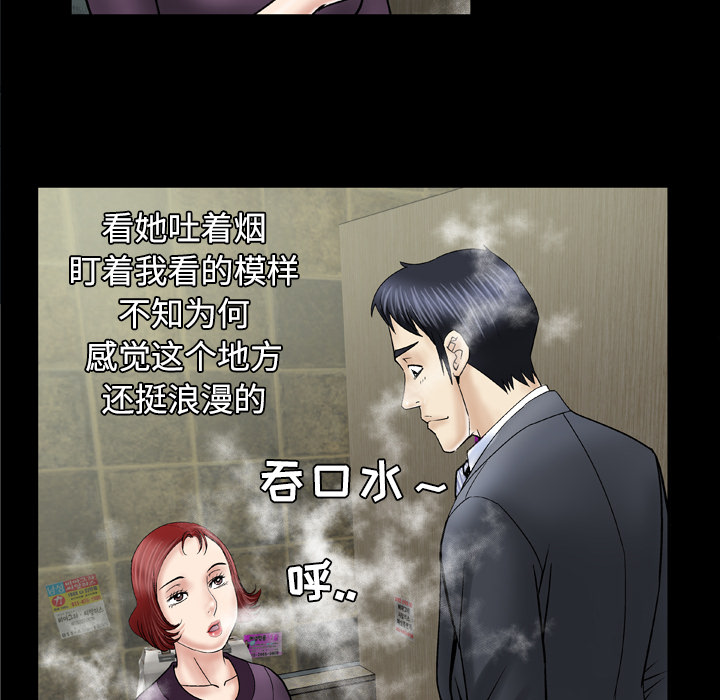 看她吐着烟
盯着我看的模样
不知为何
感觉这个地方
还挺浪漫的
吞口水~
呼..